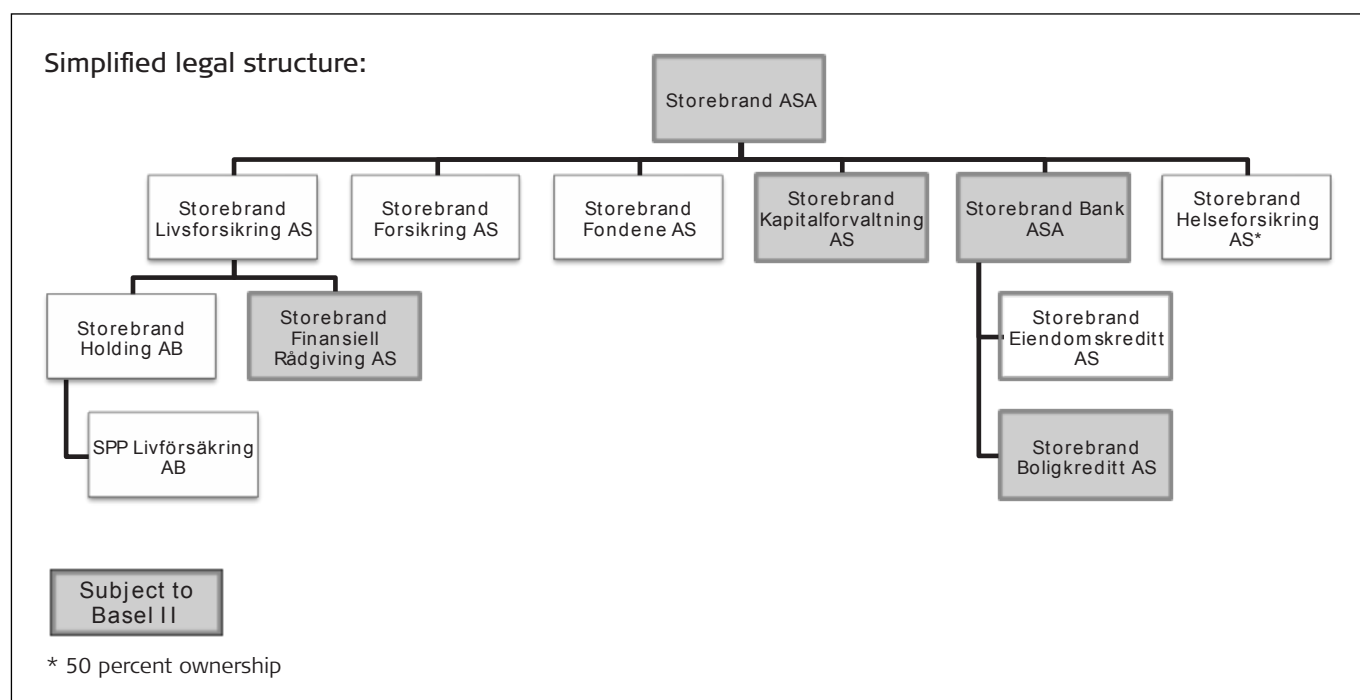 Simplified legal structure:
Storebrand ASA
Storebrand
Livsforsikring AS
Storebrand
Forsikring AS
Storebrand
Fondene AS
Storebrand
Kapitalforvaltning
AS
Storebrand Bank
ASA
Storebrand
Helseforsikring
AS*
Storebrand
Holding AB
Storebrand
Finansiell
Rådgiving AS
Storebrand
Eiendomskreditt
AS
SPP Livförsäkring
AB
Storebrand
Boligkreditt AS
Subject to
Basel II
* 50 percent ownership